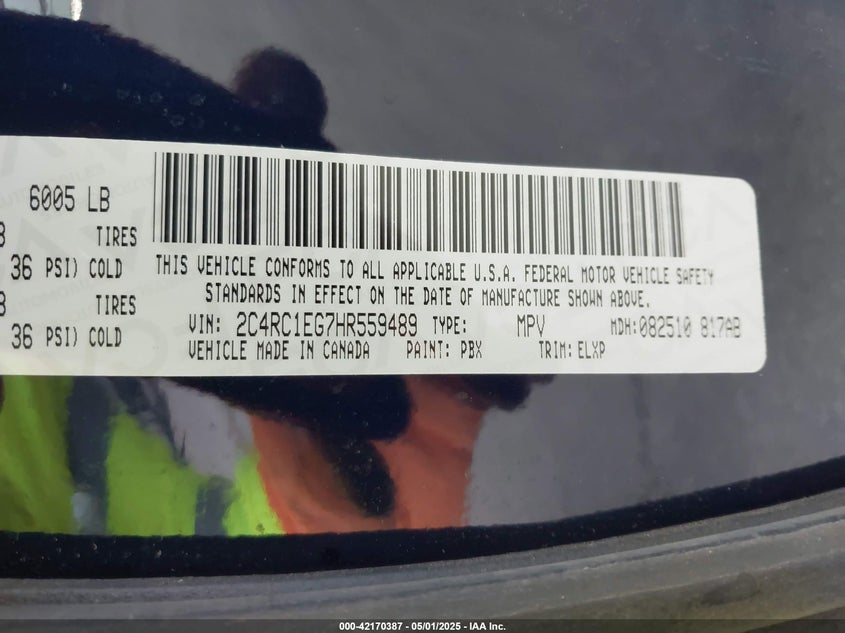 6005 LB
TIRES
36 PSI) COLD
TIRES
36 PSI) COLD
THIS VEHICLE CONFORMS TO ALL APPLICABLE U.S.A. FEDERAL MOTOR VEHICLE SAFETY
STANDARDS IN EFFECT ON THE DATE OF MANUFACTURE SHOWN ABOVE.
VIN: 2C4RC1EG7HR559489 TYPE: MPV MDH:082510 817AB
VEHICLE MADE IN CANADA PAINT: PBX TRIM: ELXP
000-42170387 - 05/01/2025 - IAA Inc.